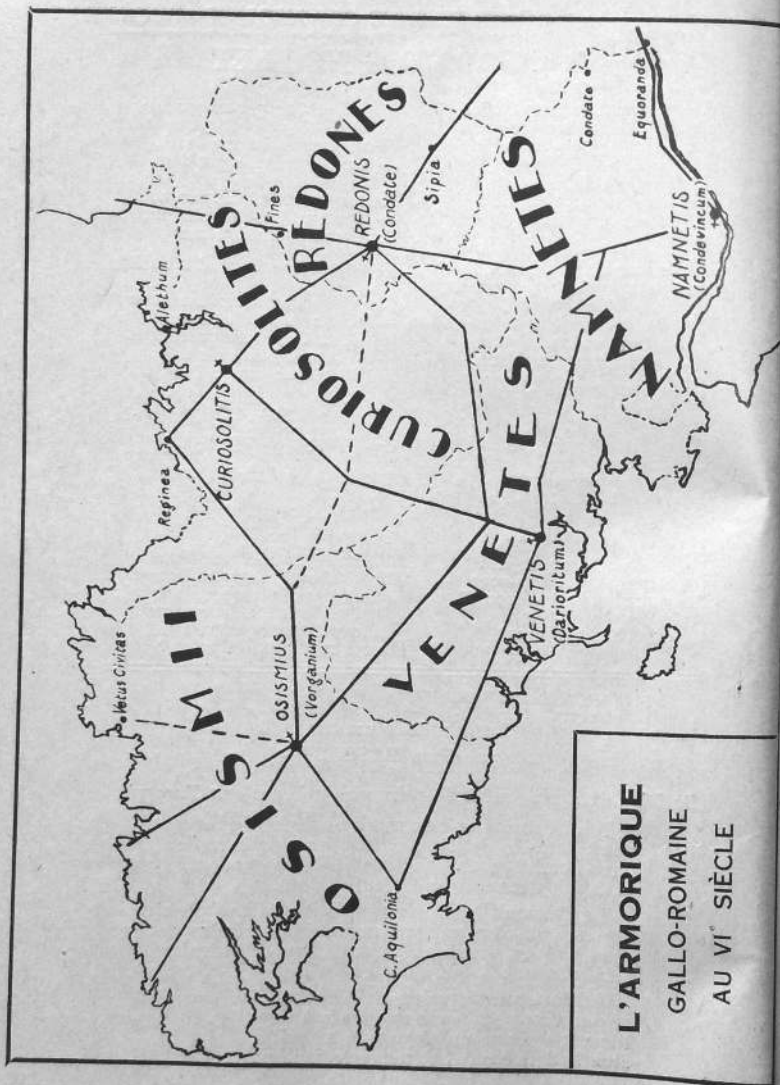 L'ARMORIQUE
GALLO-ROMAINE
AU VIe SIÈCLE
OSISMII
CURIOSOLITES
REDONES
VENETES
NAMNETES
Vetus Civitas
OSISMIUS
(Vorganium)
C. Aquilonia
Reginea
CURIOSOLITIS
Alethum
Fines
REDONIS
(Condate)
Sipia
VENETIS
(Darioritum)
Condate
Equoranda
NAMNETIS
(Condevincum)